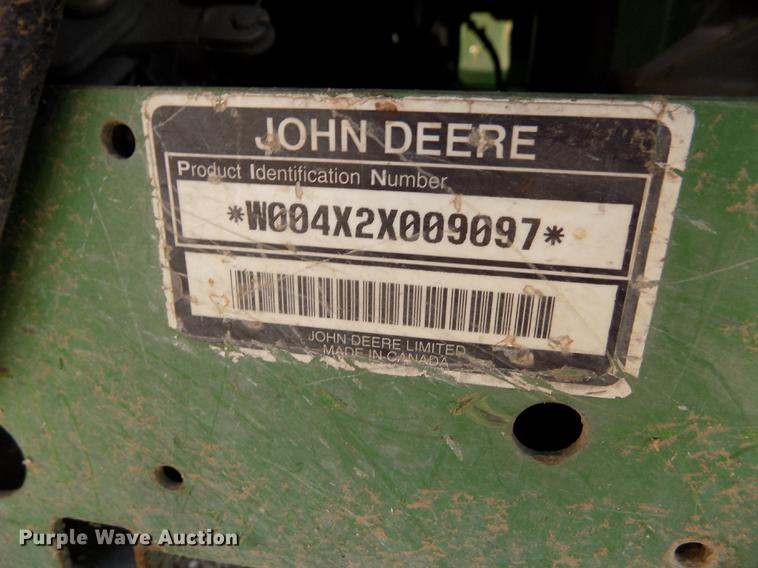 JOHN DEERE
Product Identification Number
*W004X2X009097*
JOHN DEERE LIMITED
MADE IN CANADA
Purple Wave Auction